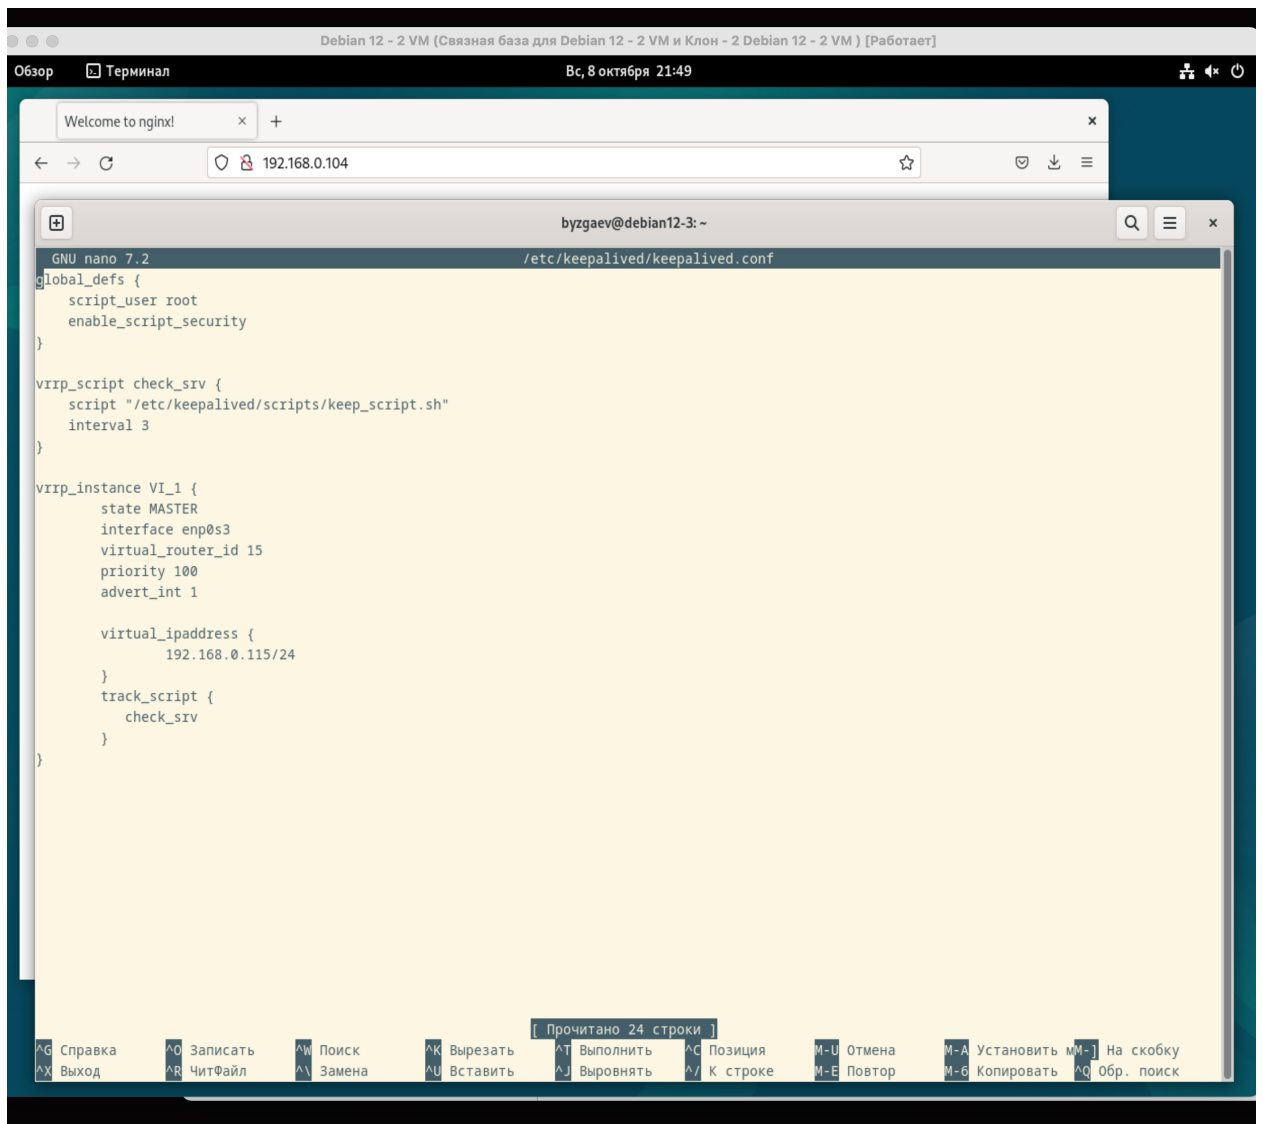 Debian 12 - 2 VM (Связная база для Debian 12 - 2 VM и Клон - 2 Debian 12 - 2 VM ) [Работает]
Обзор Терминал Вс, 8 октября 21:49
Welcome to nginx!
192.168.0.104
byzgaev@debian12-3: ~
GNU nano 7.2 /etc/keepalived/keepalived.conf
global_defs {
script_user root
enable_script_security
}
vrrp_script check_srv {
script "/etc/keepalived/scripts/keep_script.sh"
interval 3
}
vrrp_instance VI_1 {
state MASTER
interface enp0s3
virtual_router_id 15
priority 100
advert_int 1
virtual_ipaddress {
192.168.0.115/24
}
track_script {
check_srv
}
}
[ Прочитано 24 строки ]
^G Справка ^O Записать ^W Поиск ^K Вырезать ^T Выполнить ^C Позиция M-U Отмена M-A Установить мM-] На скобку
^X Выход ^R ЧитФайл ^\ Замена ^U Вставить ^J Выровнять ^/ К строке M-E Повтор M-6 Копировать ^Q Обр. поиск